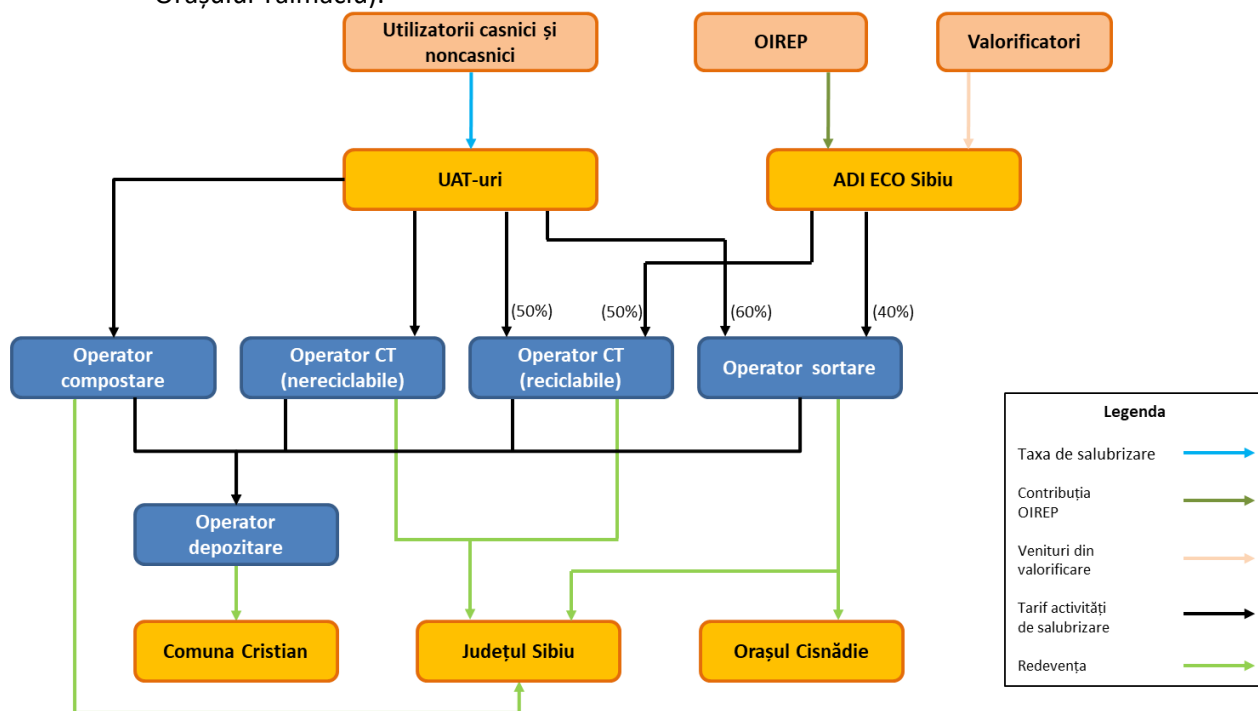 Orașului Tălmaciu).
Utilizatorii casnici și
noncasnici
OIREP
Valorificatori
UAT-uri
ADI ECO Sibiu
(50%)
(50%)
(60%)
(40%)
Operator
compostare
Operator CT
(nereciclabile)
Operator CT
(reciclabile)
Operator sortare
Operator
depozitare
Comuna Cristian
Județul Sibiu
Orașul Cisnădie
Legenda
Taxa de salubrizare
Contribuția
OIREP
Venituri din
valorificare
Tarif activități
de salubrizare
Redevența